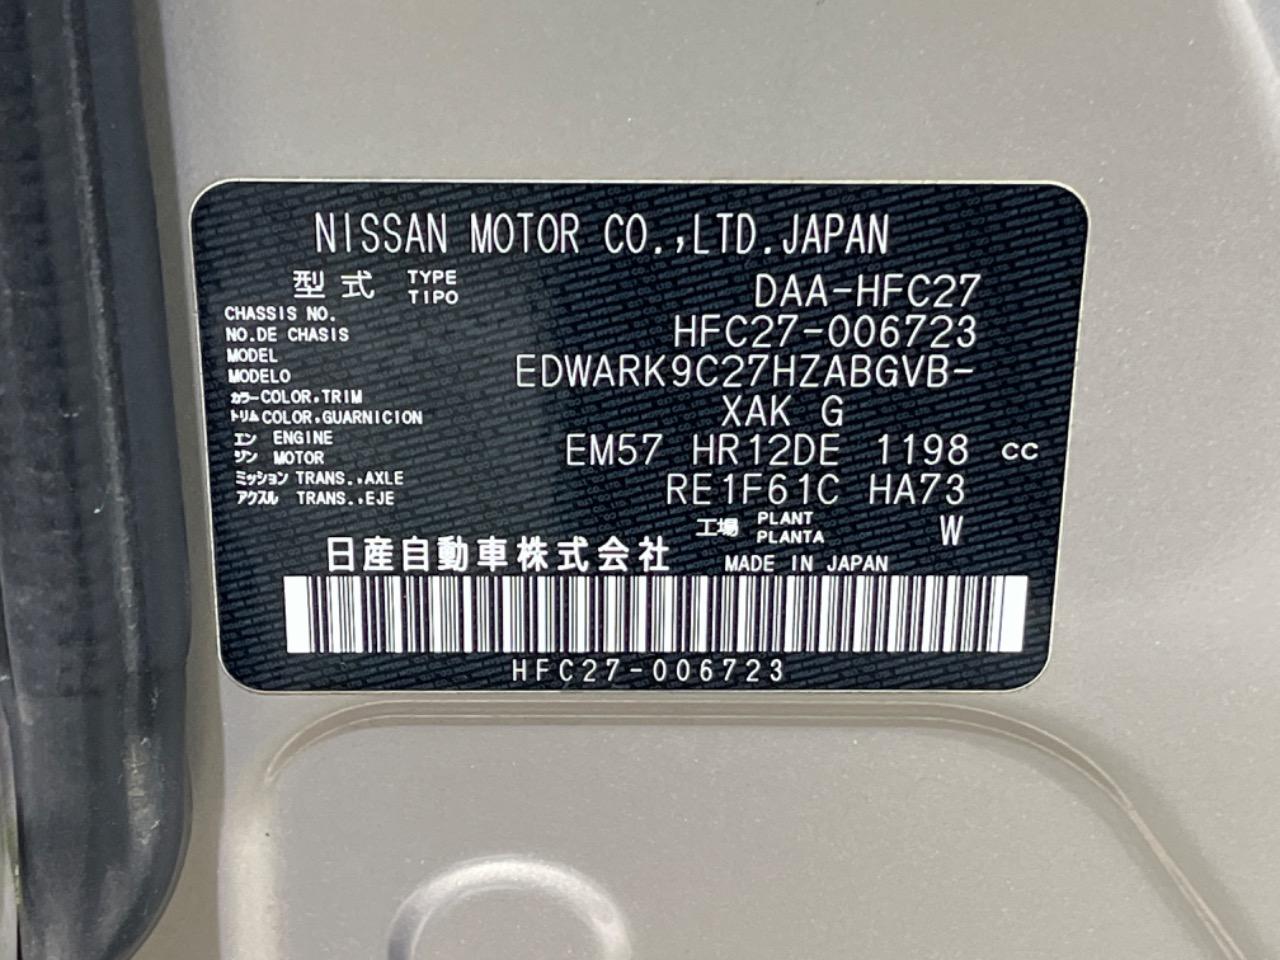 NISSAN MOTOR CO.,LTD.JAPAN
型式 TYPE DAA-HFC27
TIPO
CHASSIS NO. HFC27-006723
NO.DE CHASIS
MODEL EDWARK9C27HZABGVB-
MODELO
カラー COLOR,TRIM XAK G
トリム COLOR,GUARNICION
エン ENGINE EM57 HR12DE 1198 cc
ジン MOTOR
ミッション TRANS.,AXLE RE1F61C HA73
アクスル TRANS.,EJE
工場 PLANT W
PLANTA
日産自動車株式会社 MADE IN JAPAN
HFC27-006723